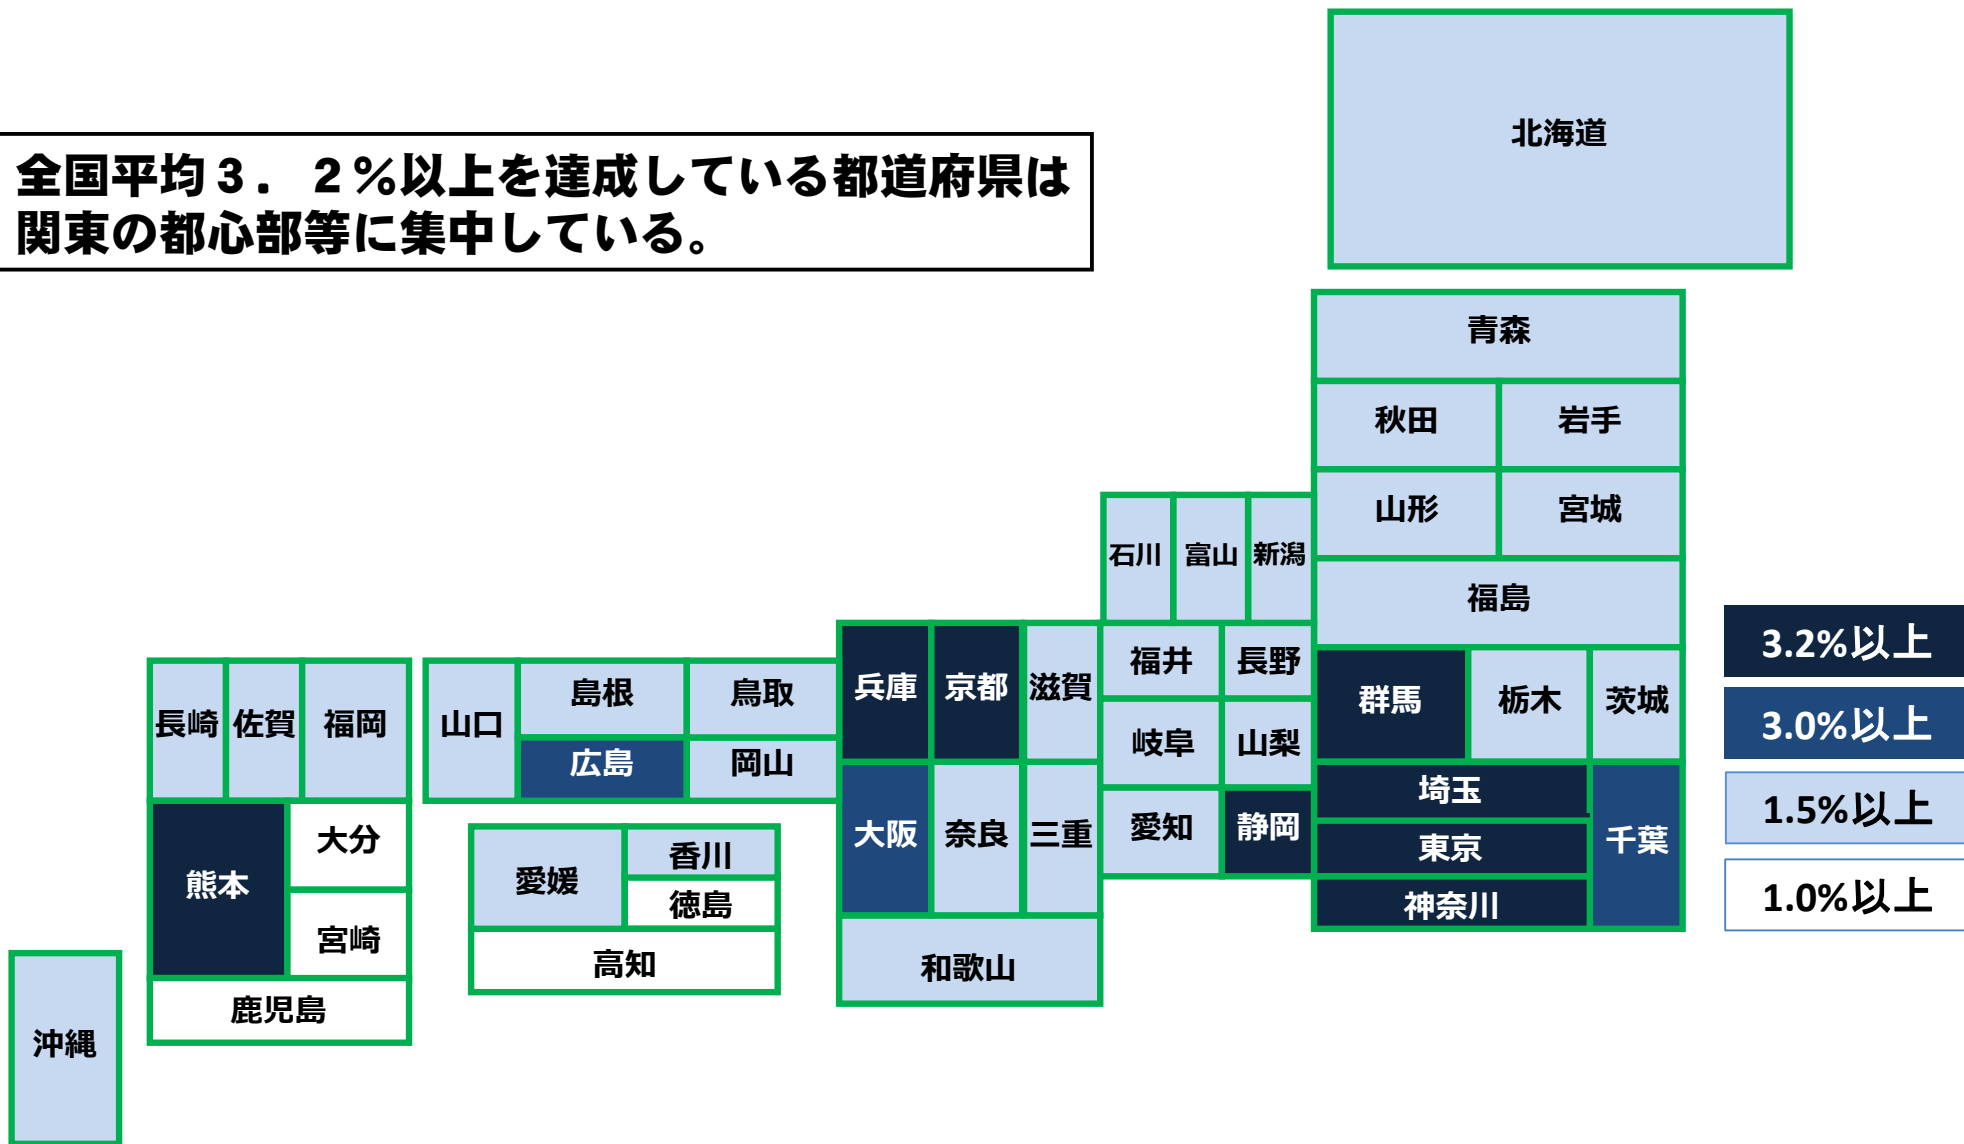 全国平均３．２％以上を達成している都道府県は
関東の都心部等に集中している。
北海道
青森
秋田
岩手
山形
宮城
福島
石川
富山
新潟
福井
長野
岐阜
山梨
愛知
静岡
群馬
栃木
茨城
埼玉
東京
神奈川
千葉
兵庫
京都
滋賀
大阪
奈良
三重
和歌山
山口
島根
鳥取
広島
岡山
愛媛
香川
徳島
高知
長崎
佐賀
福岡
熊本
大分
宮崎
鹿児島
沖縄
3.2%以上
3.0%以上
1.5%以上
1.0%以上